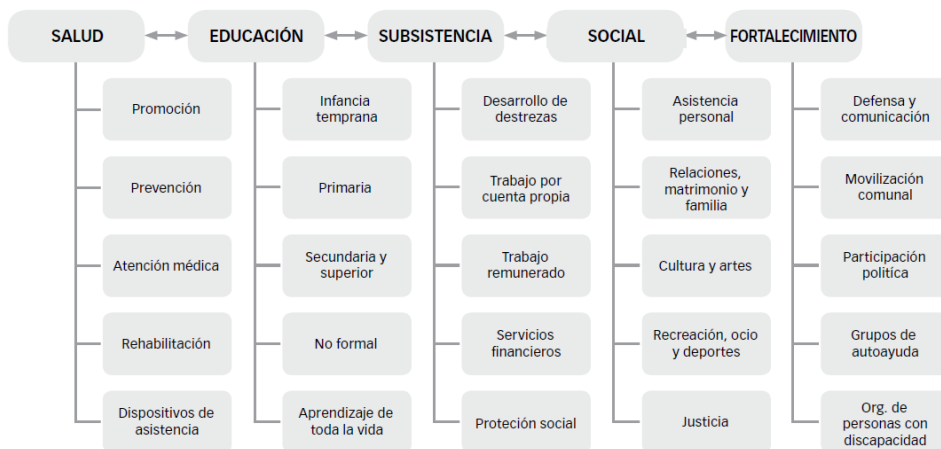 SALUD
EDUCACIÓN
SUBSISTENCIA
SOCIAL
FORTALECIMIENTO
Promoción
Prevención
Atención médica
Rehabilitación
Dispositivos de
asistencia
Infancia
temprana
Primaria
Secundaria y
superior
No formal
Aprendizaje de
toda la vida
Desarrollo de
destrezas
Trabajo por
cuenta propia
Trabajo
remunerado
Servicios
financieros
Proteción social
Asistencia
personal
Relaciones,
matrimonio y
familia
Cultura y artes
Recreación, ocio
y deportes
Justicia
Defensa y
comunicación
Movilización
comunal
Participación
politíca
Grupos de
autoayuda
Org. de
personas con
discapacidad